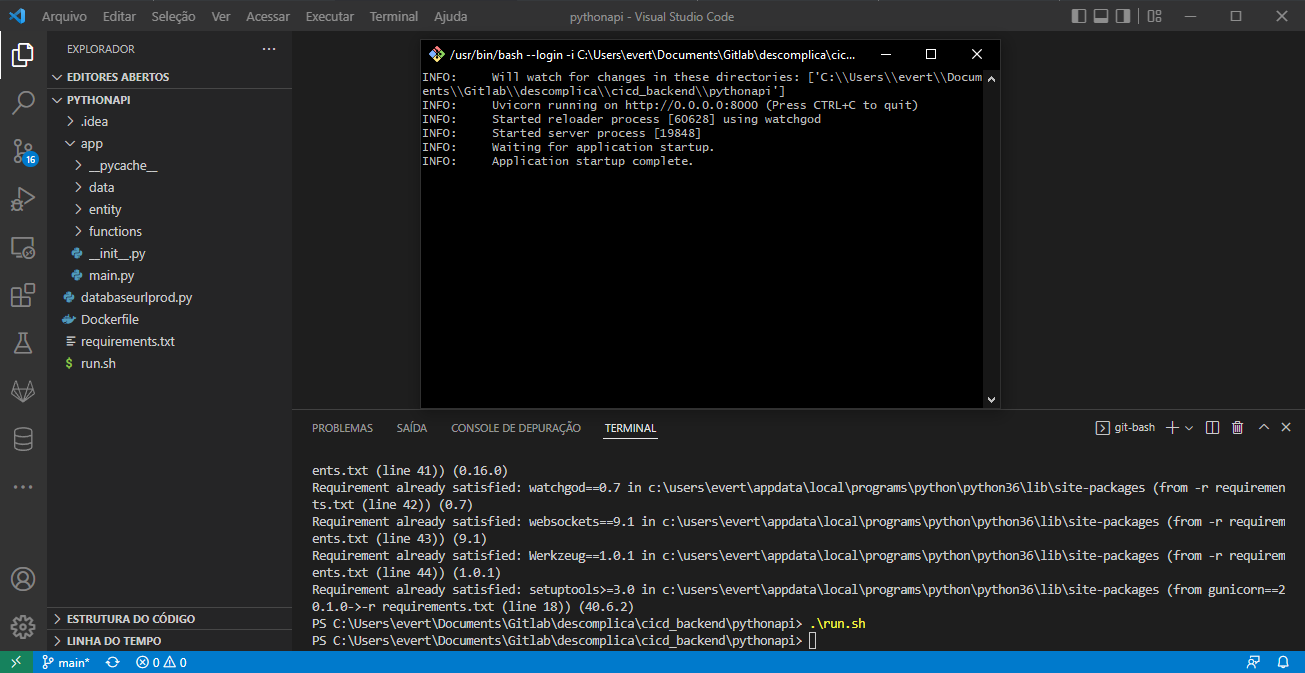 Arquivo Editar Seleção Ver Acessar Executar Terminal Ajuda pythonapi - Visual Studio Code
EXPLORADOR
EDITORES ABERTOS
PYTHONAPI
.idea
app
__pycache__
data
entity
functions
__init__.py
main.py
databaseurlprod.py
Dockerfile
requirements.txt
$ run.sh
16
ESTRUTURA DO CÓDIGO
LINHA DO TEMPO
/usr/bin/bash --login -i C:\Users\evert\Documents\Gitlab\descomplica\cic...
INFO: Will watch for changes in these directories: ['C:\\Users\\evert\\Docum
ents\\Gitlab\\descomplica\\cicd_backend\\pythonapi']
INFO: Uvicorn running on http://0.0.0.0:8000 (Press CTRL+C to quit)
INFO: Started reloader process [60628] using watchgod
INFO: Started server process [19848]
INFO: Waiting for application startup.
INFO: Application startup complete.
PROBLEMAS SAÍDA CONSOLE DE DEPURAÇÃO TERMINAL git-bash
ents.txt (line 41)) (0.16.0)
Requirement already satisfied: watchgod==0.7 in c:\users\evert\appdata\local\programs\python\python36\lib\site-packages (from -r requiremen
ts.txt (line 42)) (0.7)
Requirement already satisfied: websockets==9.1 in c:\users\evert\appdata\local\programs\python\python36\lib\site-packages (from -r requirem
ents.txt (line 43)) (9.1)
Requirement already satisfied: Werkzeug==1.0.1 in c:\users\evert\appdata\local\programs\python\python36\lib\site-packages (from -r requirem
ents.txt (line 44)) (1.0.1)
Requirement already satisfied: setuptools>=3.0 in c:\users\evert\appdata\local\programs\python\python36\lib\site-packages (from gunicorn==2
0.1.0->-r requirements.txt (line 18)) (40.6.2)
PS C:\Users\evert\Documents\Gitlab\descomplica\cicd_backend\pythonapi> .\run.sh
PS C:\Users\evert\Documents\Gitlab\descomplica\cicd_backend\pythonapi>
main* 0 0